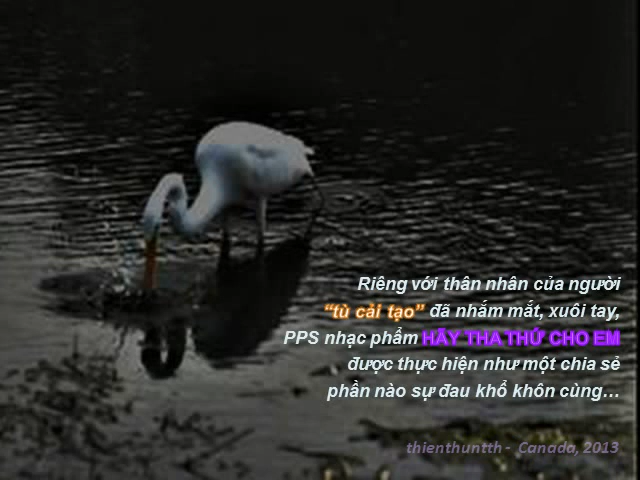 Riêng với thân nhân của người
“tù cải tạo” đã nhắm mắt, xuôi tay,
PPS nhạc phẩm HÃY THA THỨ CHO EM
được thực hiện như một chia sẻ
phần nào sự đau khổ khôn cùng…
thienthuntth - Canada, 2013